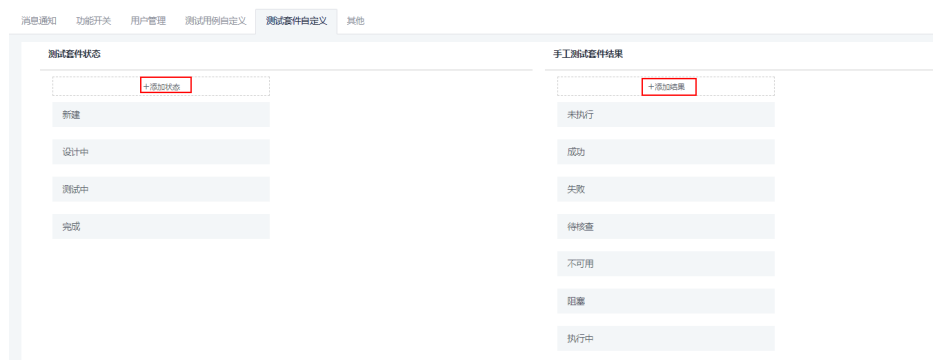 消息通知 功能开关 用户管理 测试用例自定义 测试套件自定义 其他
测试套件状态
+添加状态
新建
设计中
测试中
完成
手工测试套件结果
+添加结果
未执行
成功
失败
待核查
不可用
阻塞
执行中